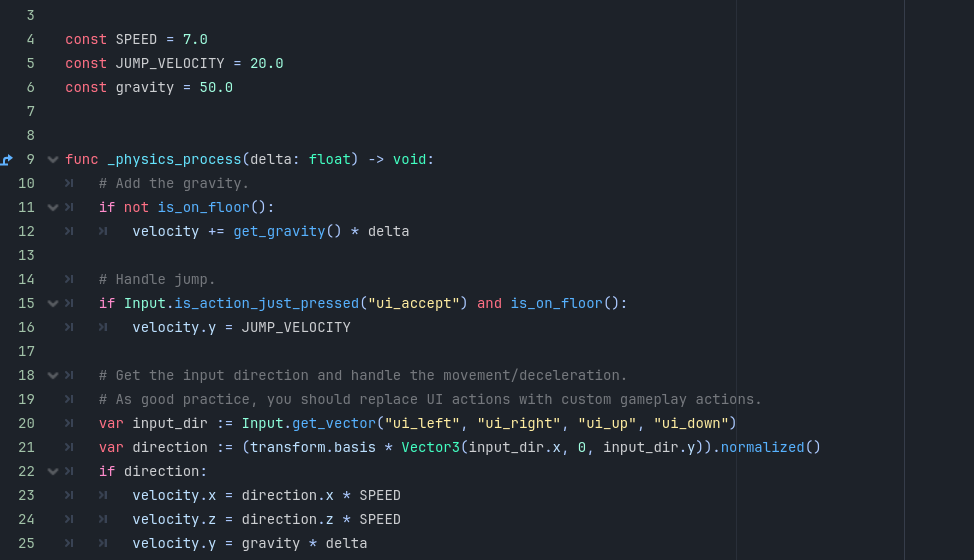 3
4 const SPEED = 7.0
5 const JUMP_VELOCITY = 20.0
6 const gravity = 50.0
7
8
9 func _physics_process(delta: float) -> void:
10 # Add the gravity.
11 if not is_on_floor():
12 velocity += get_gravity() * delta
13
14 # Handle jump.
15 if Input.is_action_just_pressed("ui_accept") and is_on_floor():
16 velocity.y = JUMP_VELOCITY
17
18 # Get the input direction and handle the movement/deceleration.
19 # As good practice, you should replace UI actions with custom gameplay actions.
20 var input_dir := Input.get_vector("ui_left", "ui_right", "ui_up", "ui_down")
21 var direction := (transform.basis * Vector3(input_dir.x, 0, input_dir.y)).normalized()
22 if direction:
23 velocity.x = direction.x * SPEED
24 velocity.z = direction.z * SPEED
25 velocity.y = gravity * delta